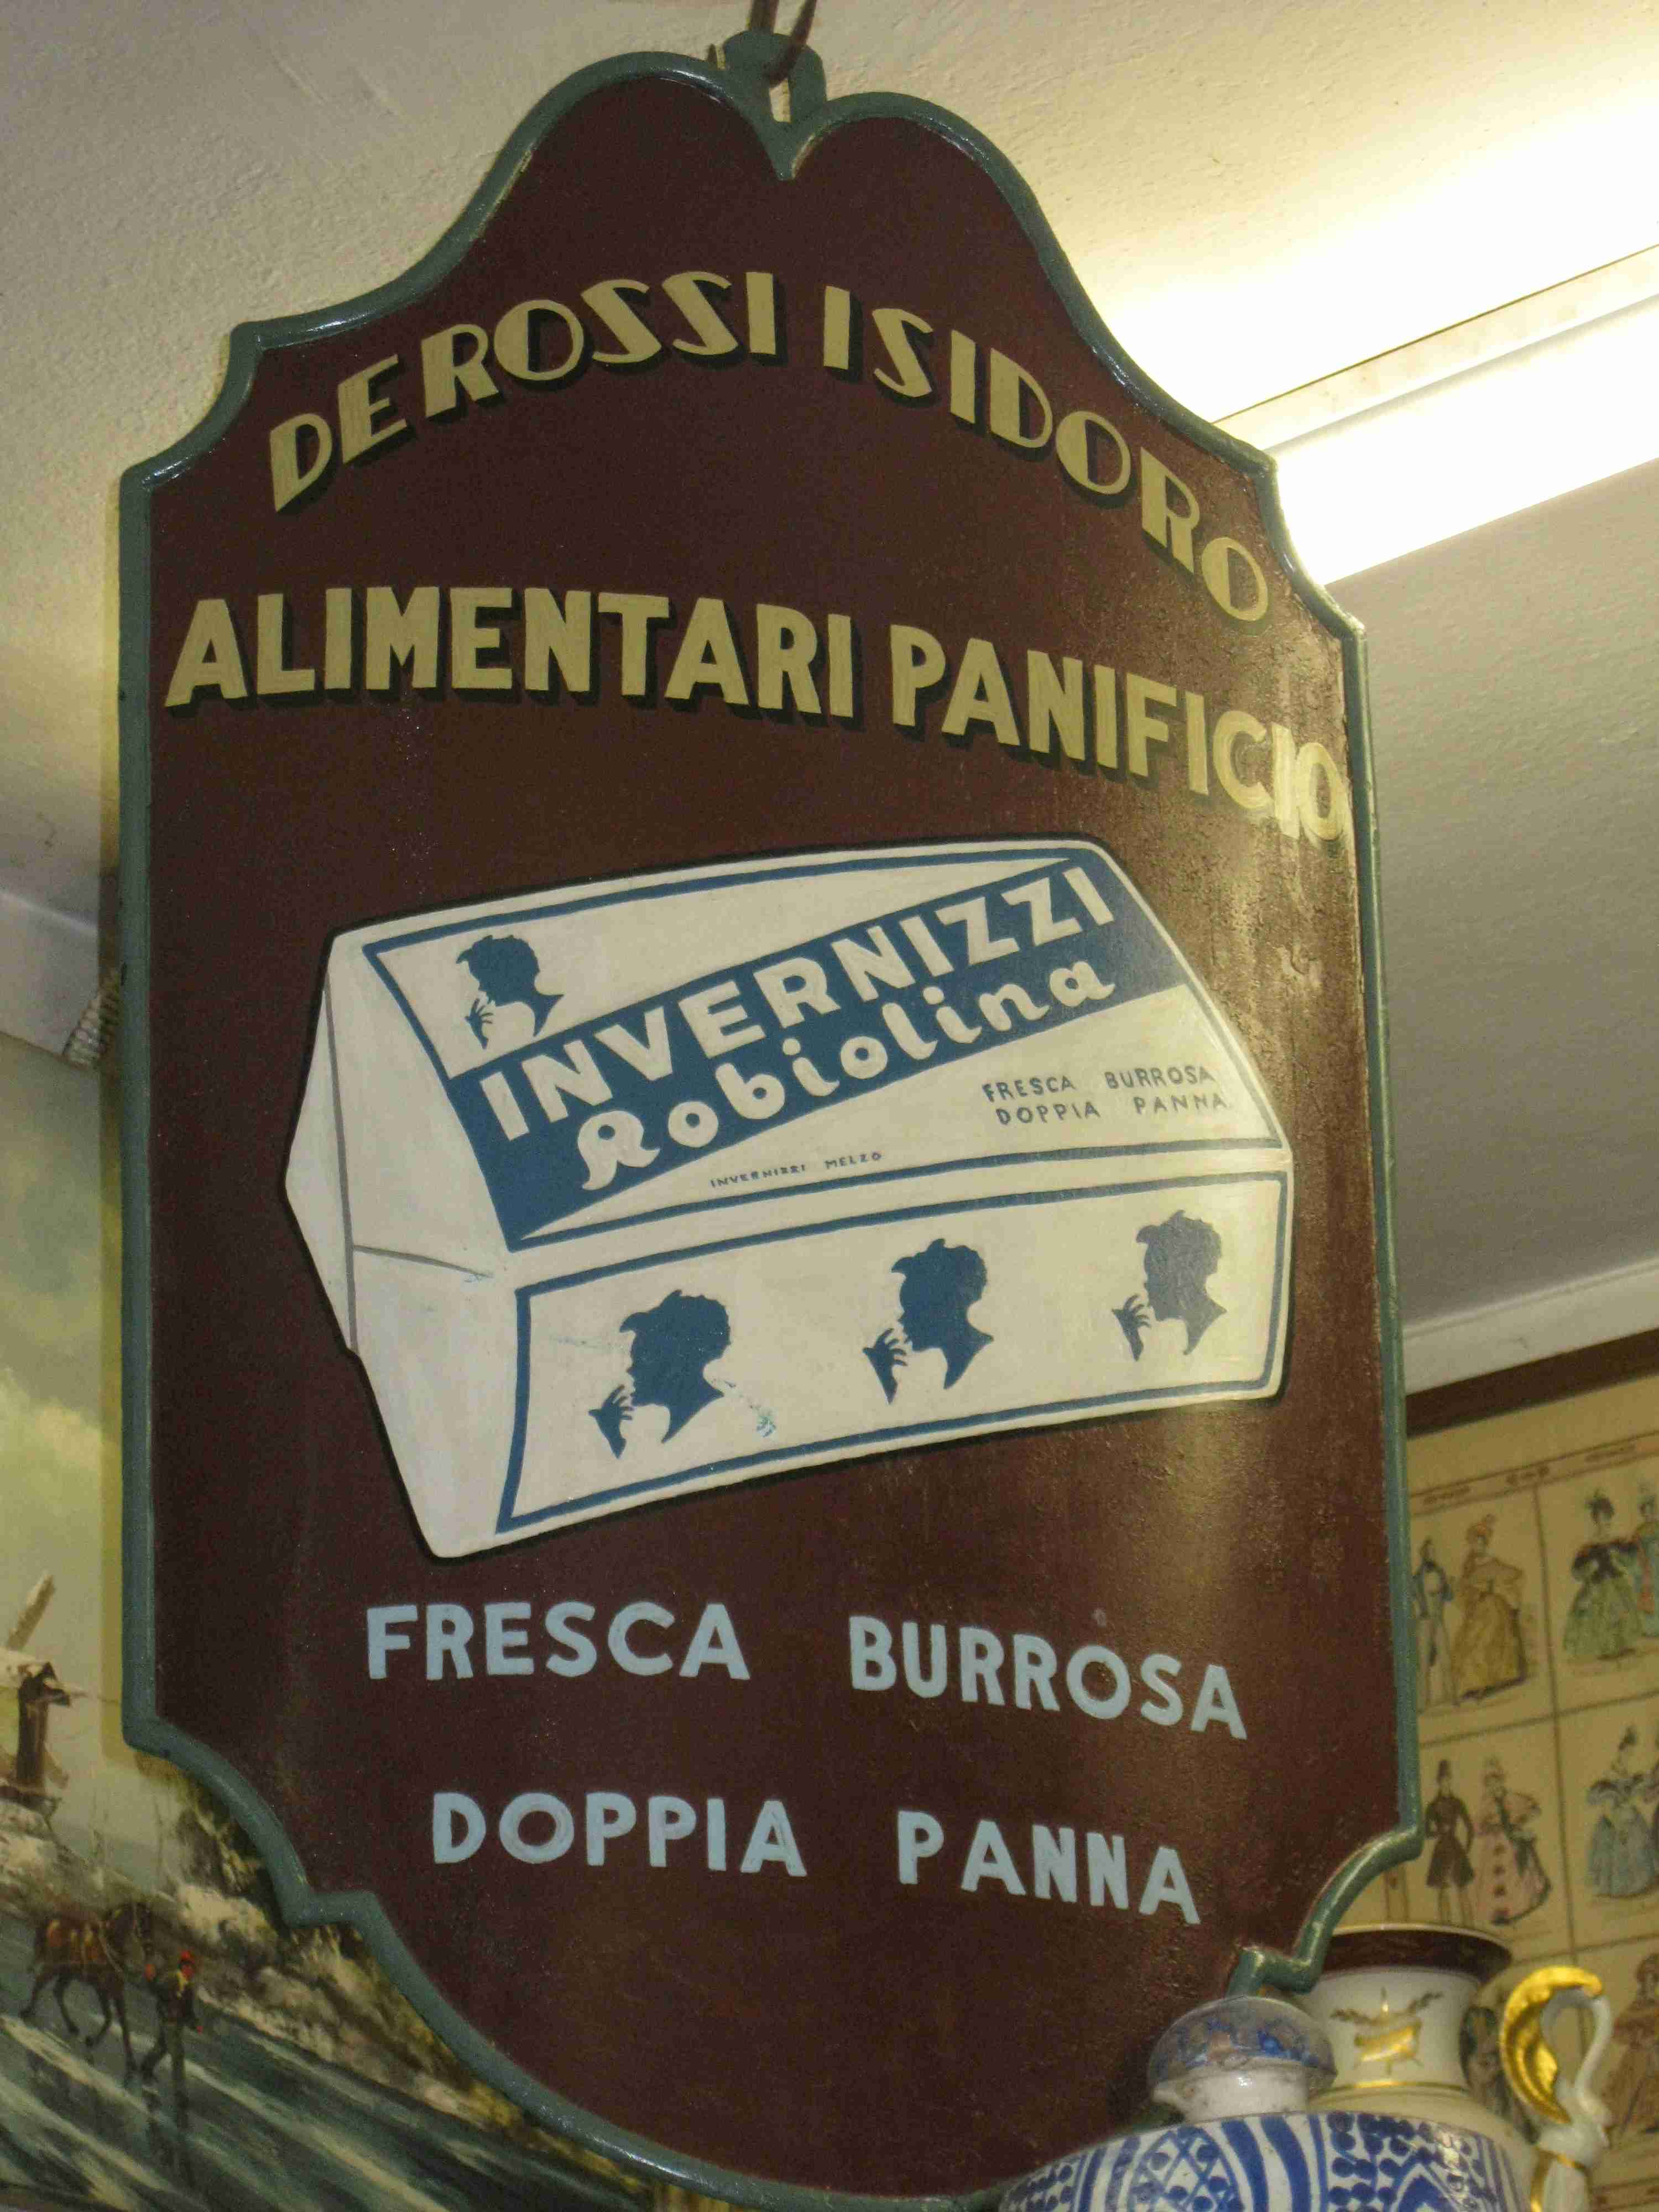 DE ROSSI ISIDORO
ALIMENTARI PANIFICIO
INVERNIZZI
Robiolina
FRESCA BURROSA
DOPPIA PANNA
INVERNIZZI MELZO
FRESCA BURROSA
DOPPIA PANNA